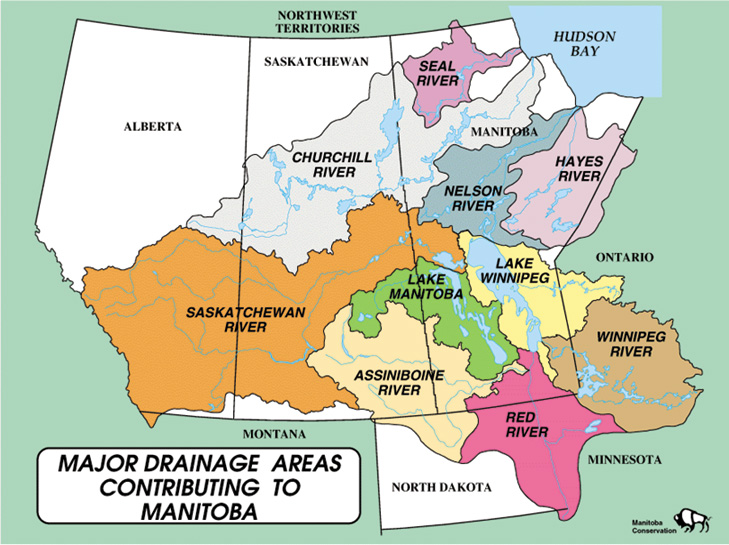 NORTHWEST
TERRITORIES
HUDSON
BAY
SASKATCHEWAN
SEAL
RIVER
ALBERTA
MANITOBA
CHURCHILL
RIVER
HAYES
RIVER
NELSON
RIVER
ONTARIO
LAKE
WINNIPEG
LAKE
MANITOBA
SASKATCHEWAN
RIVER
WINNIPEG
RIVER
ASSINIBOINE
RIVER
RED
RIVER
MONTANA
MINNESOTA
NORTH DAKOTA
MAJOR DRAINAGE AREAS
CONTRIBUTING TO
MANITOBA
Manitoba
Conservation